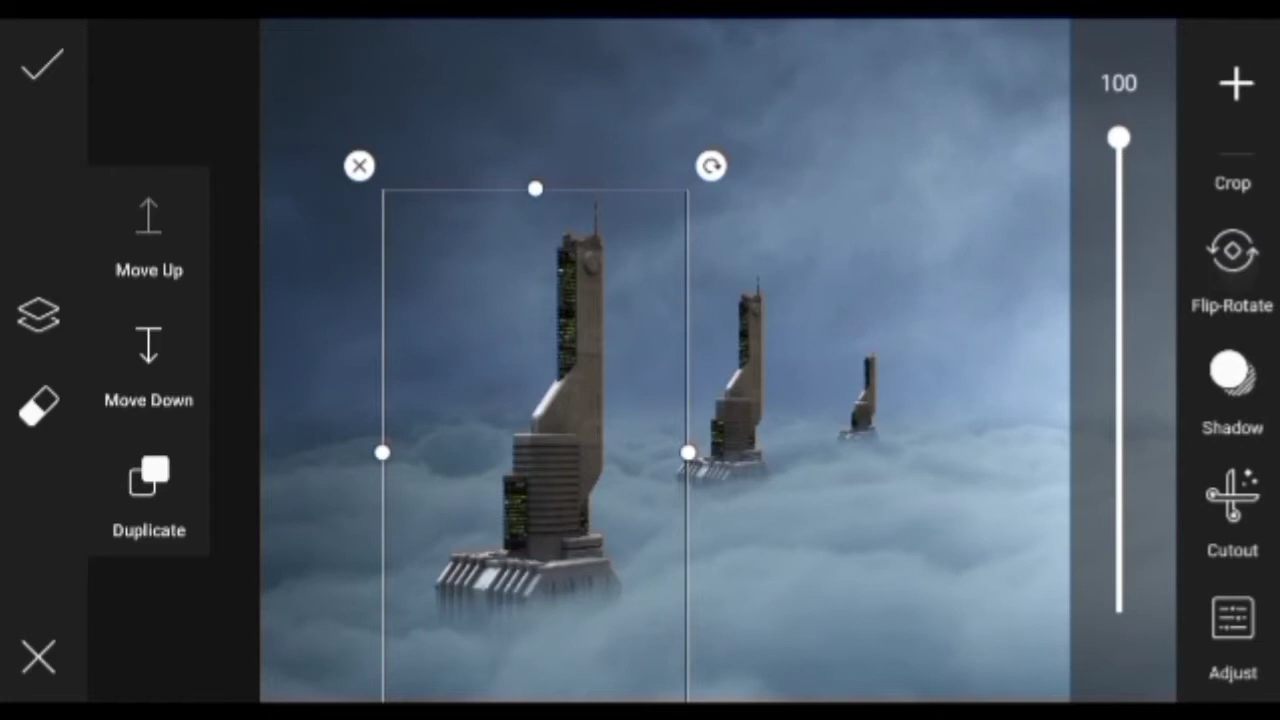 Move Up
Move Down
Duplicate
100
Crop
Flip-Rotate
Shadow
Cutout
Adjust